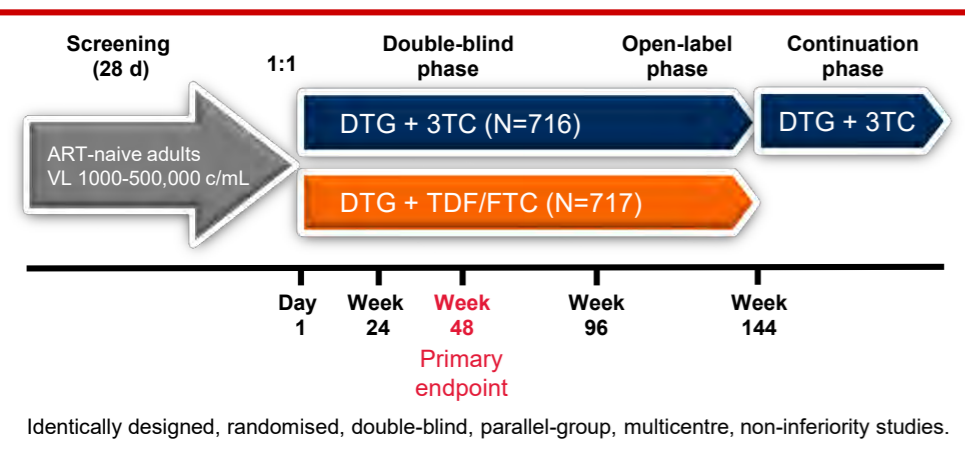 Screening
(28 d)
1:1
Double-blind
phase
Open-label
phase
Continuation
phase
ART-naive adults
VL 1000-500,000 c/mL
DTG + 3TC (N=716)
DTG + 3TC
DTG + TDF/FTC (N=717)
Day
1
Week
24
Week
48
Primary
endpoint
Week
96
Week
144
Identically designed, randomised, double-blind, parallel-group, multicentre, non-inferiority studies.